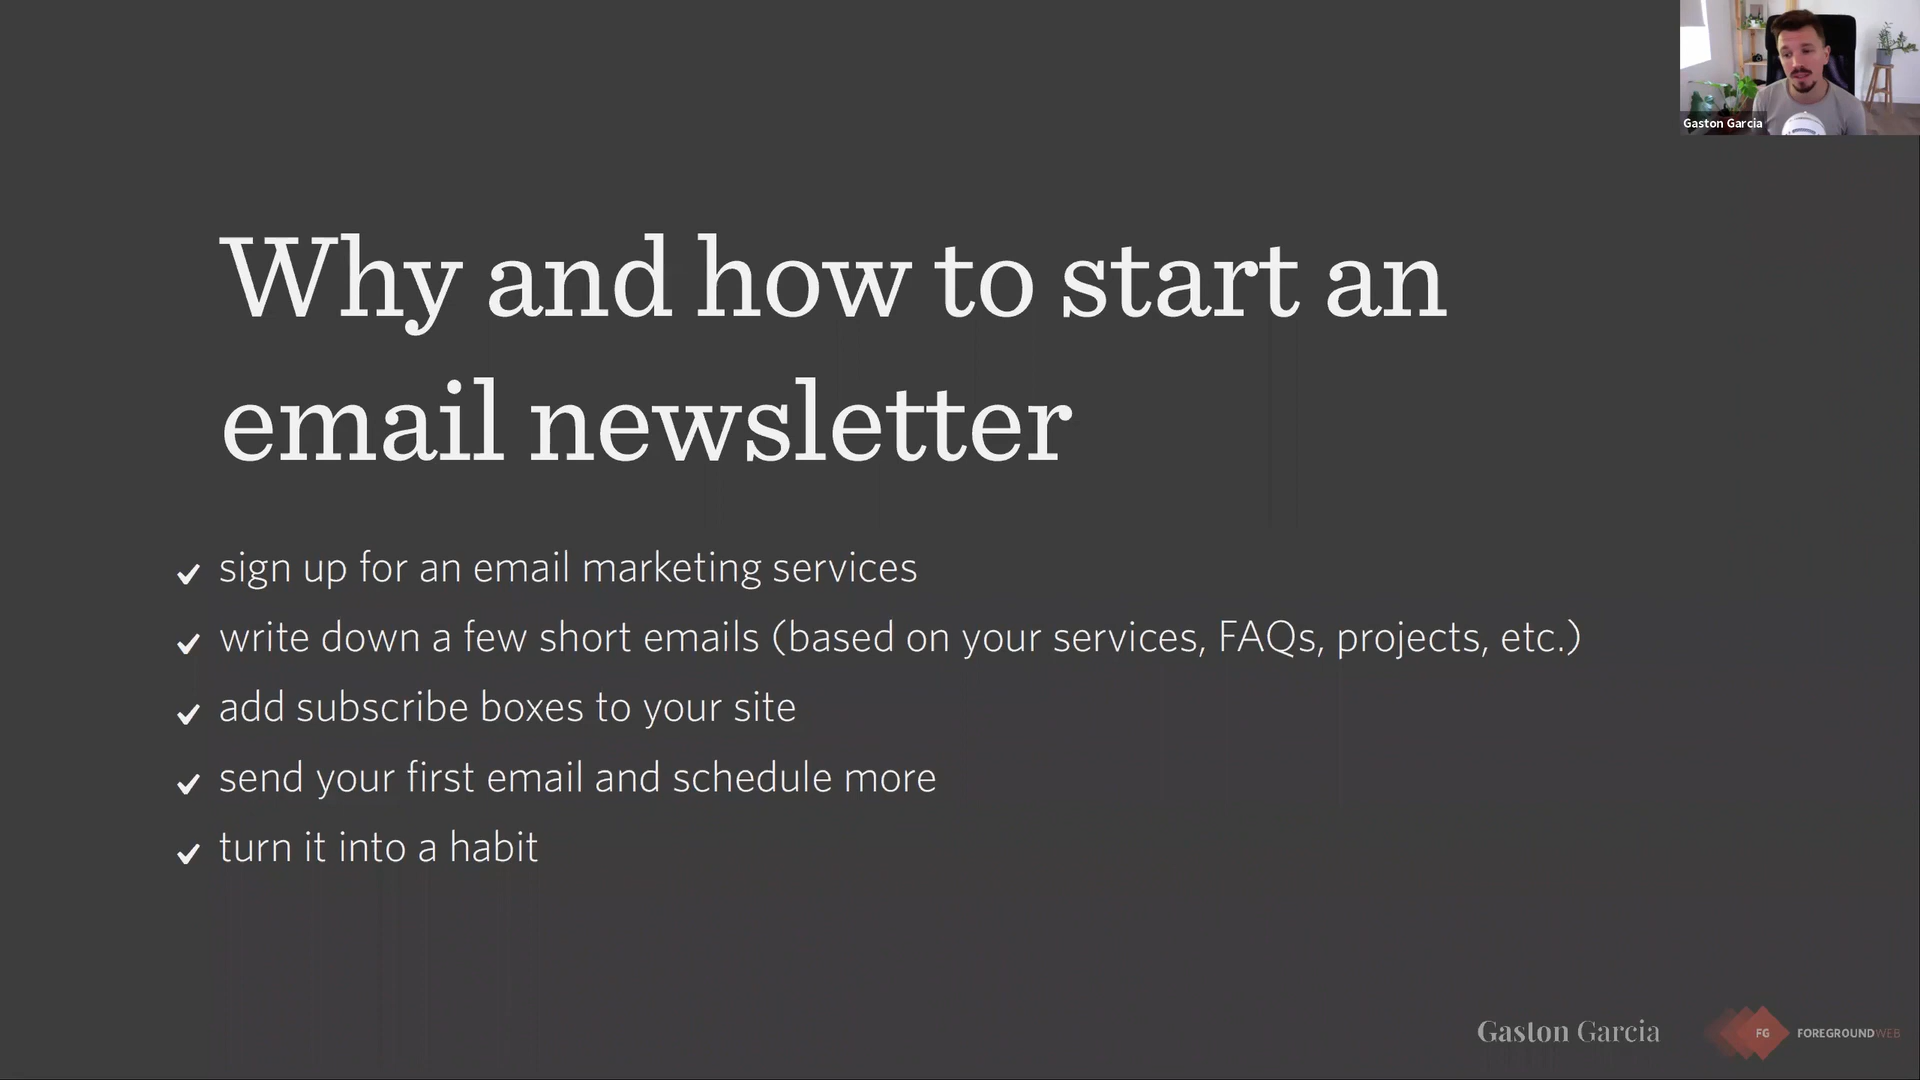 Gaston Garcia
Why and how to start an
email newsletter
sign up for an email marketing services
write down a few short emails (based on your services, FAQs, projects, etc.)
add subscribe boxes to your site
send your first email and schedule more
turn it into a habit
Gaston Garcia
FG FOREGROUNDWEB